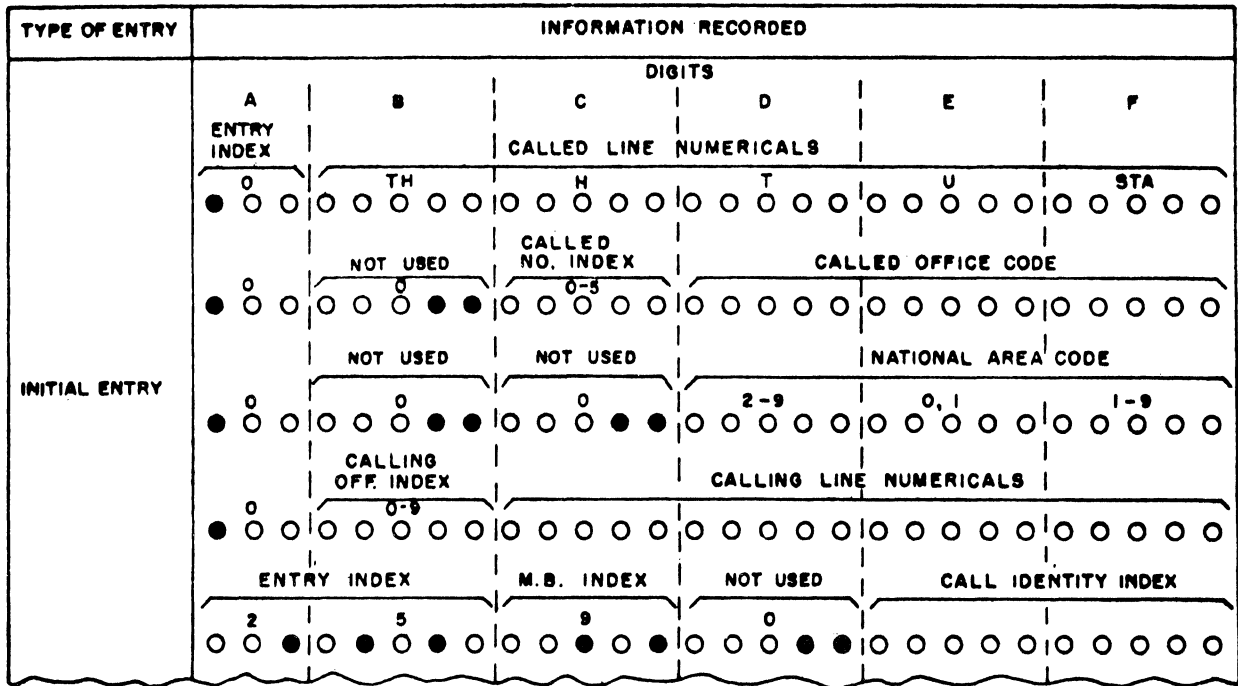 TYPE OF ENTRY INFORMATION RECORDED
DIGITS
A B C D E F
ENTRY INDEX CALLED LINE NUMERICALS
0 TH H T U STA
NOT USED CALLED NO. INDEX CALLED OFFICE CODE
0 0 0-5
NOT USED NOT USED NATIONAL AREA CODE
INITIAL ENTRY
0 0 0 2-9 0, 1 1-9
CALLING OFF. INDEX CALLING LINE NUMERICALS
0 0-9
ENTRY INDEX M.B. INDEX NOT USED CALL IDENTITY INDEX
2 5 9 0